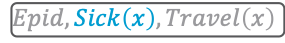 Epid, Sick(x), Travel(x)